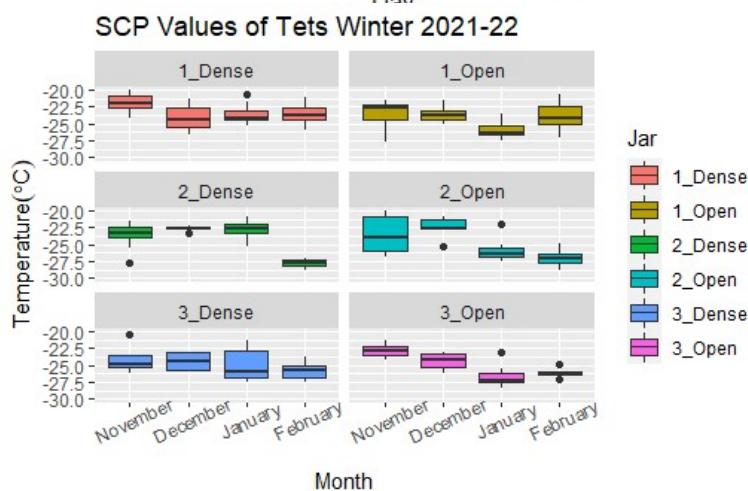 SCP Values of Tets Winter 2021-22
1_Dense 1_Open
-20.0
-22.5
-25.0
-27.5
-30.0
2_Dense 2_Open
-20.0
-22.5
-25.0
-27.5
-30.0
3_Dense 3_Open
-20.0
-22.5
-25.0
-27.5
-30.0
Temperature(°C)
November December January February November December January February
Month
Jar
1_Dense
1_Open
2_Dense
2_Open
3_Dense
3_Open